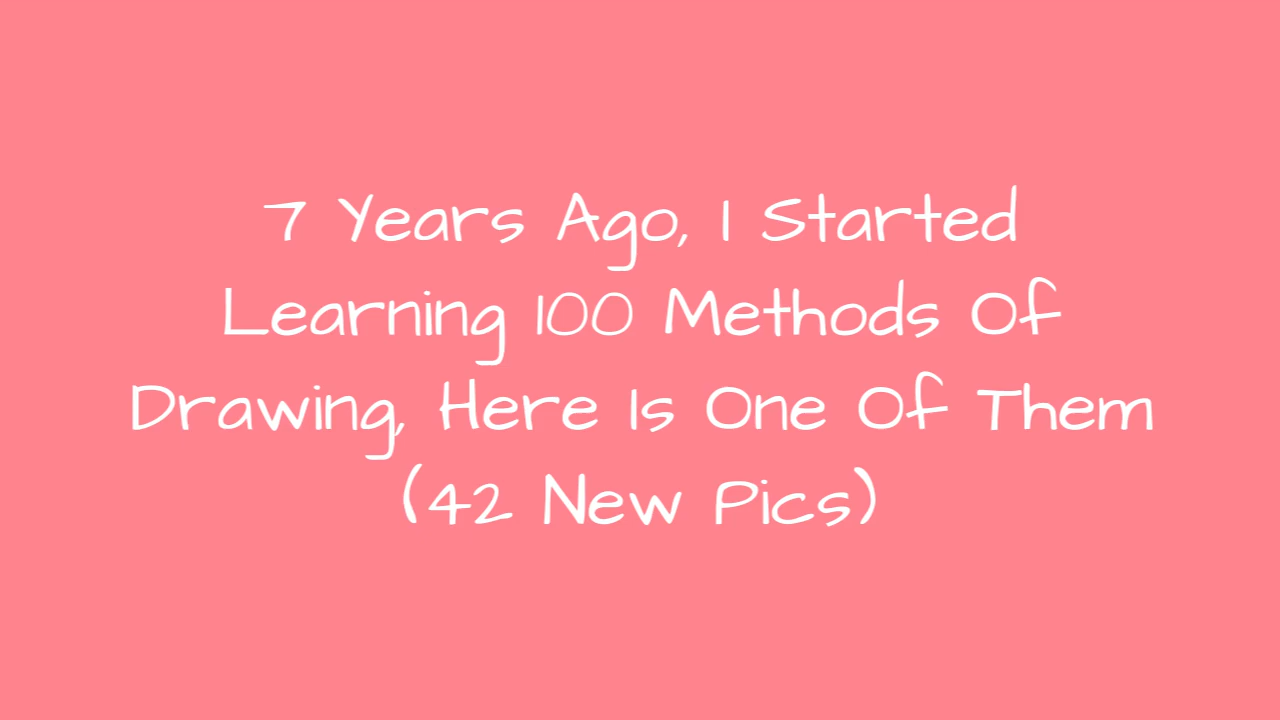 7 Years Ago, I Started
Learning 100 Methods Of
Drawing, Here Is One Of Them
(42 New Pics)